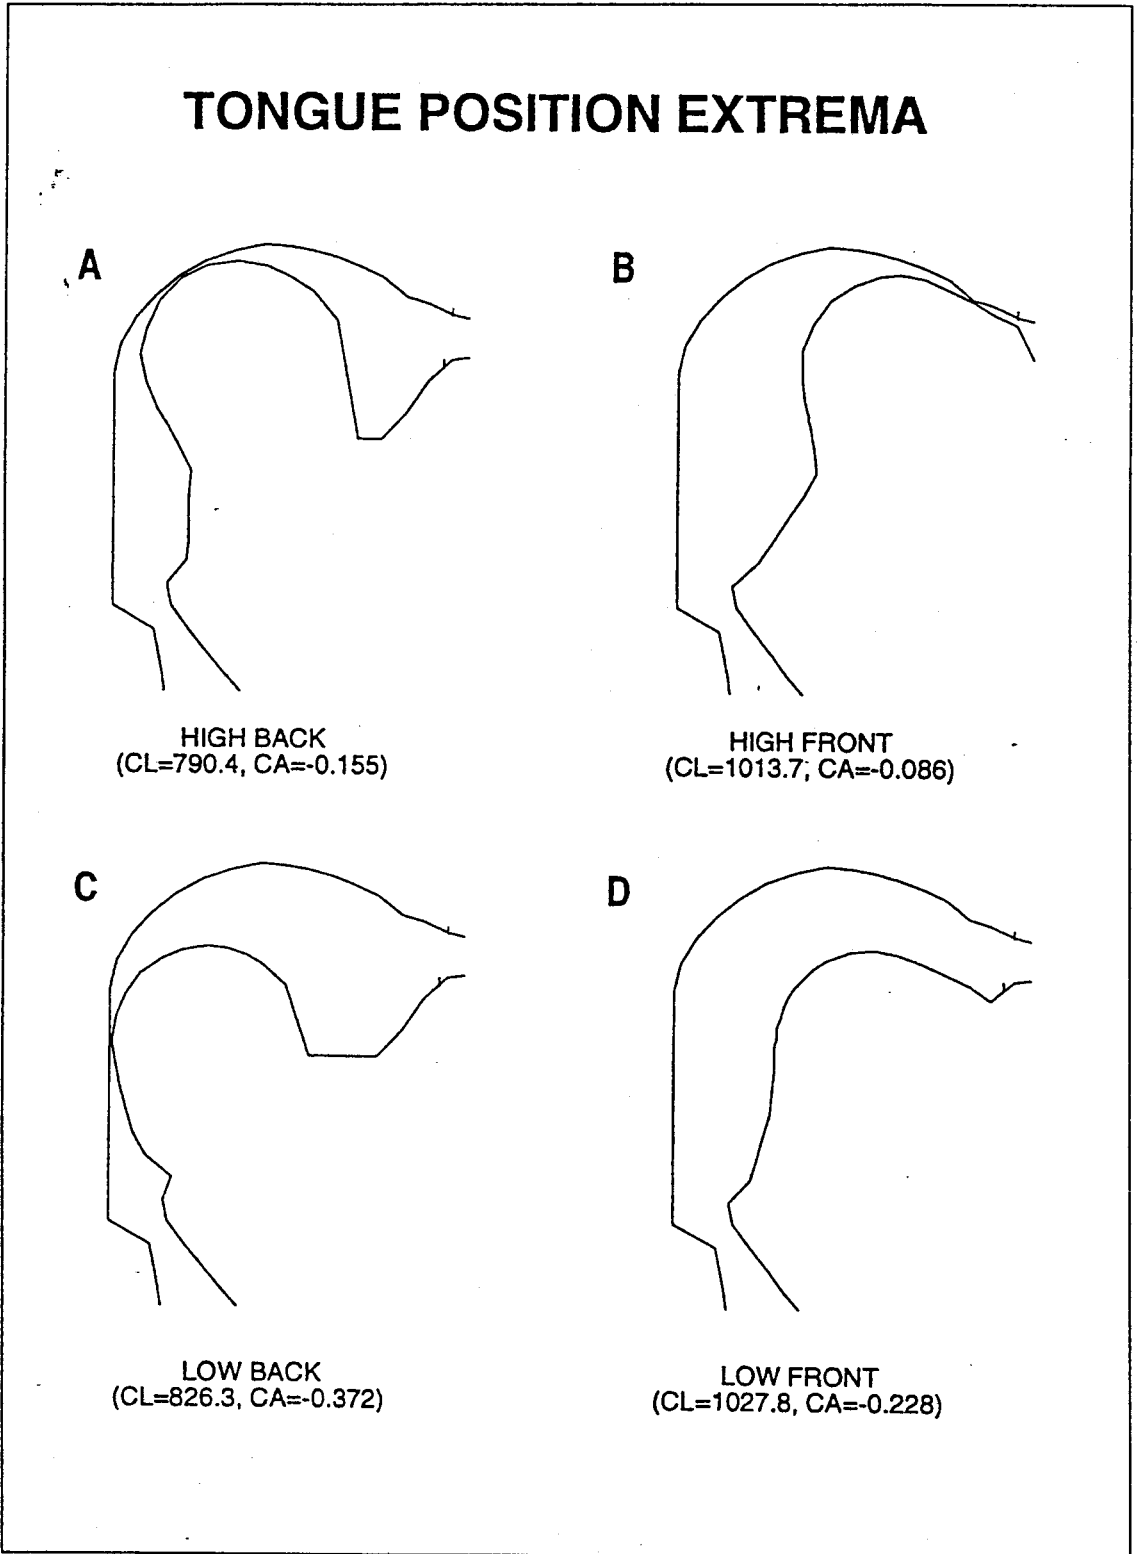 TONGUE POSITION EXTREMA
A
B
HIGH BACK
(CL=790.4, CA=-0.155)
HIGH FRONT
(CL=1013.7; CA=-0.086)
C
D
LOW BACK
(CL=826.3, CA=-0.372)
LOW FRONT
(CL=1027.8, CA=-0.228)